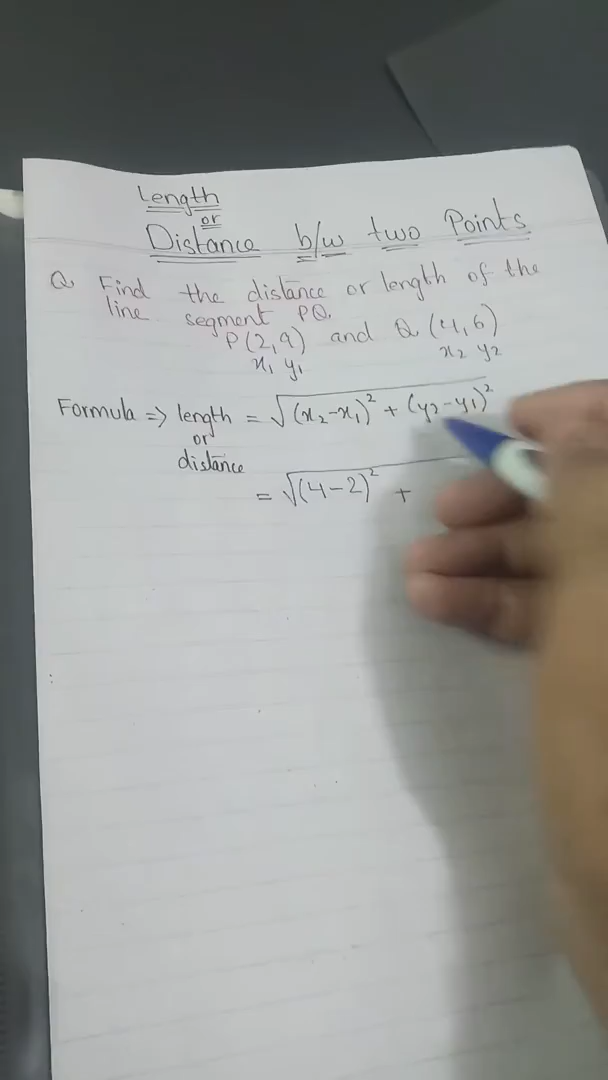 Length
or
Distance b/w two Points
Q Find the distance or length of the
line segment PQ.
P(2,9) and Q (4,6)
x₁ y₁ x₂ y₂
Formula => length = √(x₂-x₁)² + (y₂-y₁)²
or
distance
= √(4-2)² +